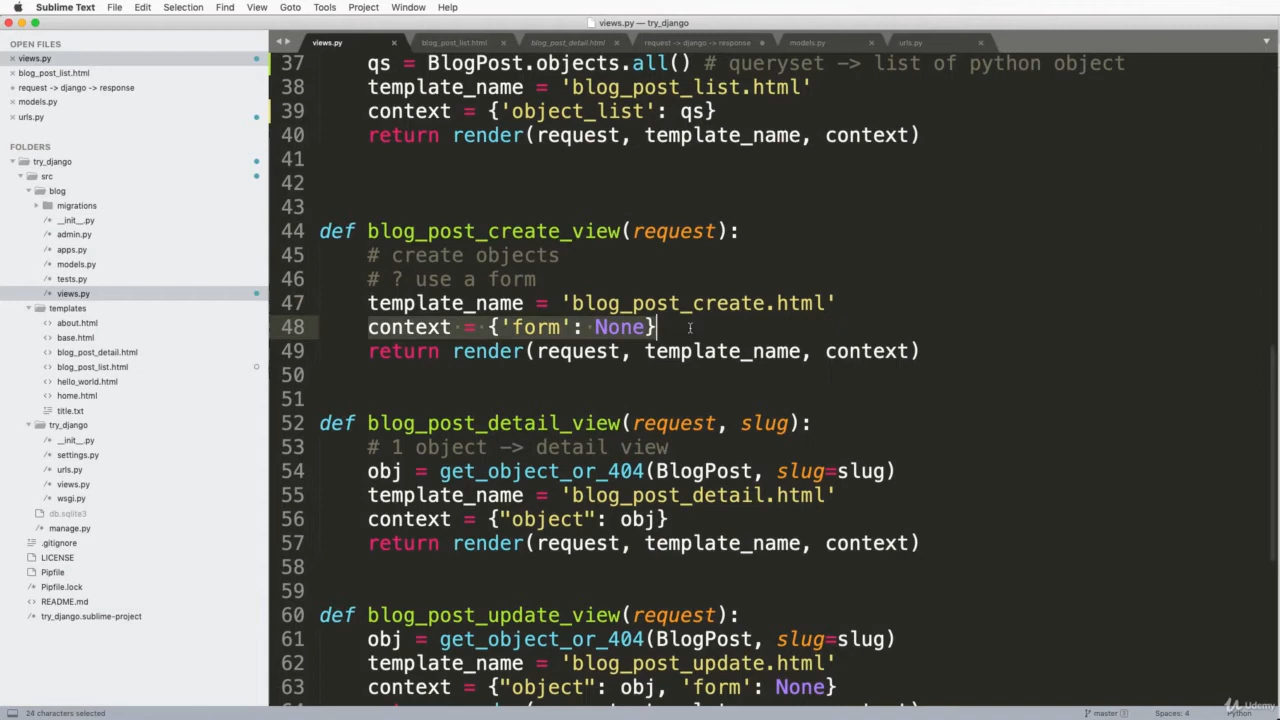 Sublime Text File Edit Selection Find View Goto Tools Project Window Help
views.py — try_django
OPEN FILES
views.py
blog_post_list.html
request -> django -> response
models.py
urls.py
FOLDERS
try_django
src
blog
migrations
__init__.py
admin.py
apps.py
models.py
tests.py
views.py
templates
about.html
base.html
blog_post_detail.html
blog_post_list.html
hello_world.html
home.html
title.txt
try_django
__init__.py
settings.py
urls.py
views.py
wsgi.py
db.sqlite3
manage.py
.gitignore
LICENSE
Pipfile
Pipfile.lock
README.md
try_django.sublime-project
views.py blog_post_list.html blog_post_detail.html request -> django -> response models.py urls.py
37 qs = BlogPost.objects.all() # queryset -> list of python object
38 template_name = 'blog_post_list.html'
39 context = {'object_list': qs}
40 return render(request, template_name, context)
41
42
43
44 def blog_post_create_view(request):
45 # create objects
46 # ? use a form
47 template_name = 'blog_post_create.html'
48 context = {'form': None}
49 return render(request, template_name, context)
50
51
52 def blog_post_detail_view(request, slug):
53 # 1 object -> detail view
54 obj = get_object_or_404(BlogPost, slug=slug)
55 template_name = 'blog_post_detail.html'
56 context = {"object": obj}
57 return render(request, template_name, context)
58
59
60 def blog_post_update_view(request):
61 obj = get_object_or_404(BlogPost, slug=slug)
62 template_name = 'blog_post_update.html'
63 context = {"object": obj, 'form': None}
24 characters selected
master Spaces: 4 Python
Udemy